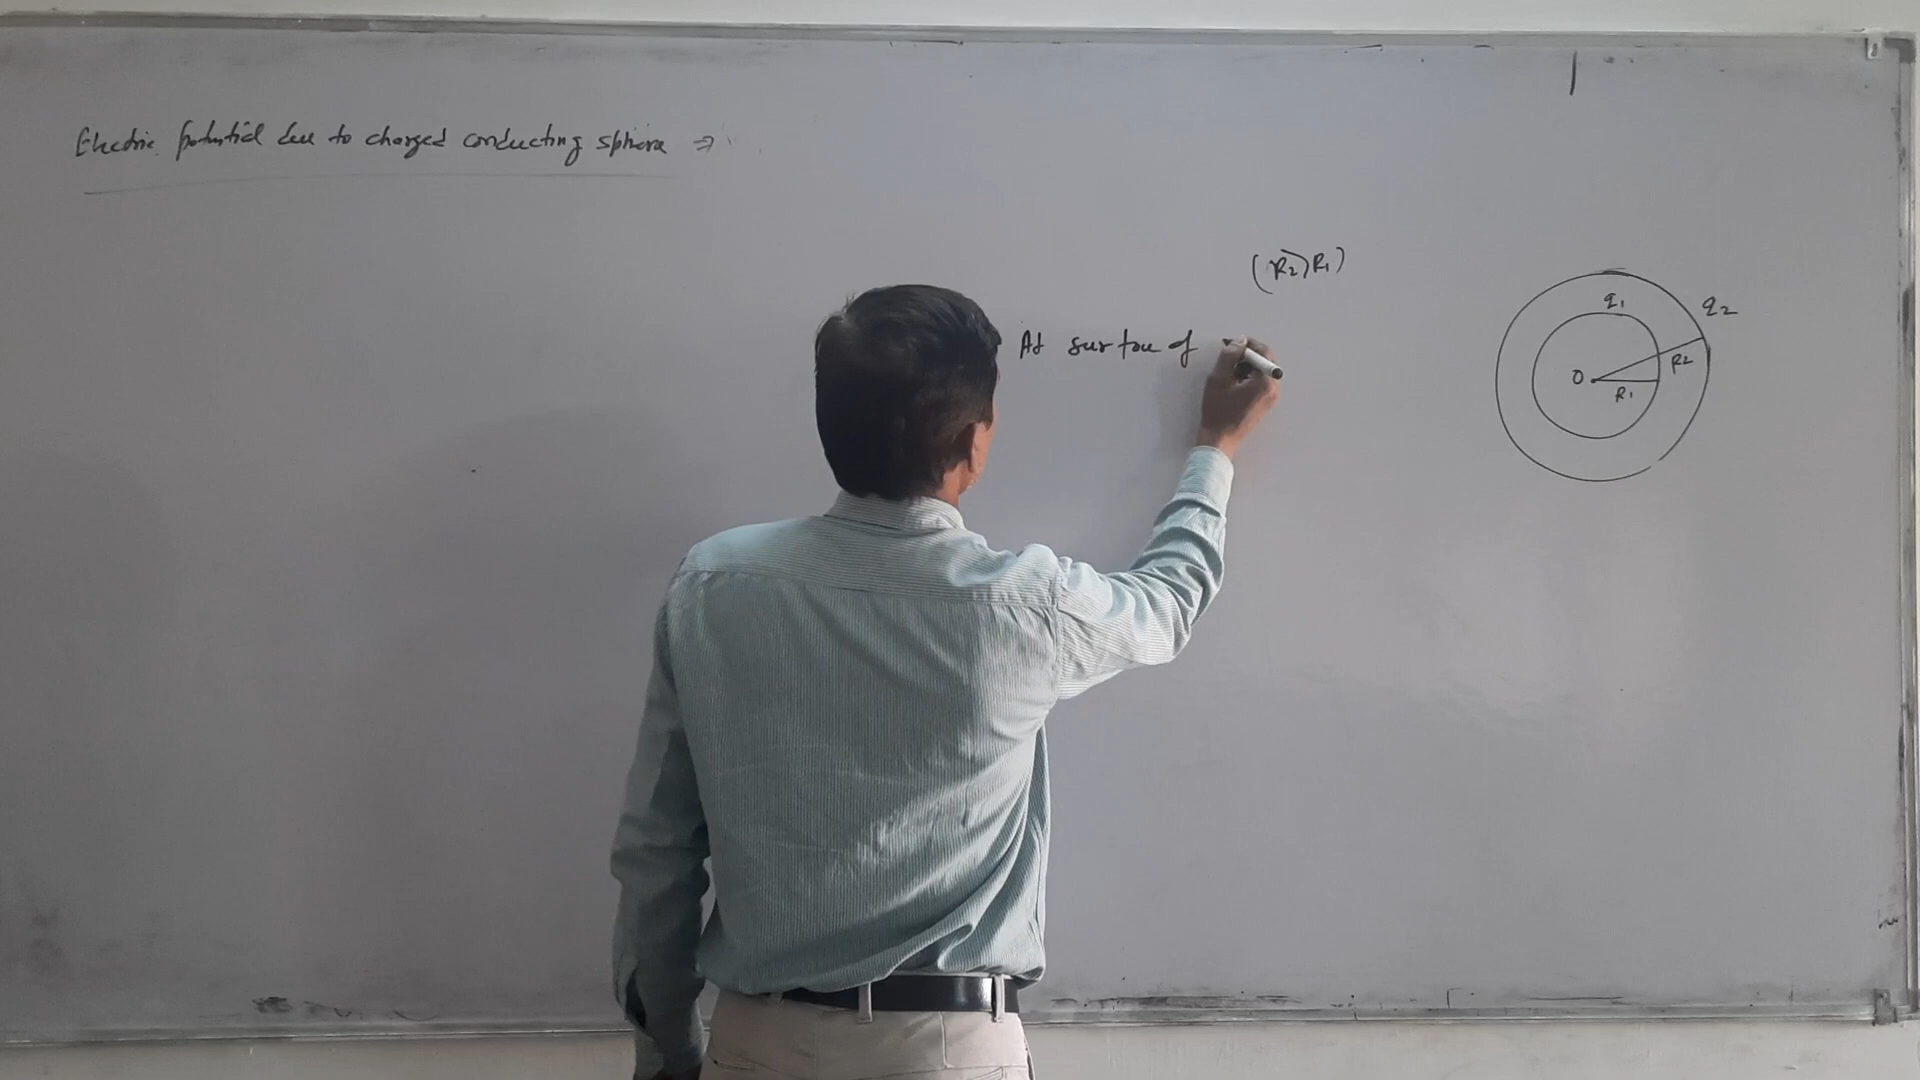 Electric potential due to charged conducting sphere ⇒
(R2>R1)
At surface of
q1
q2
O
R2
R1